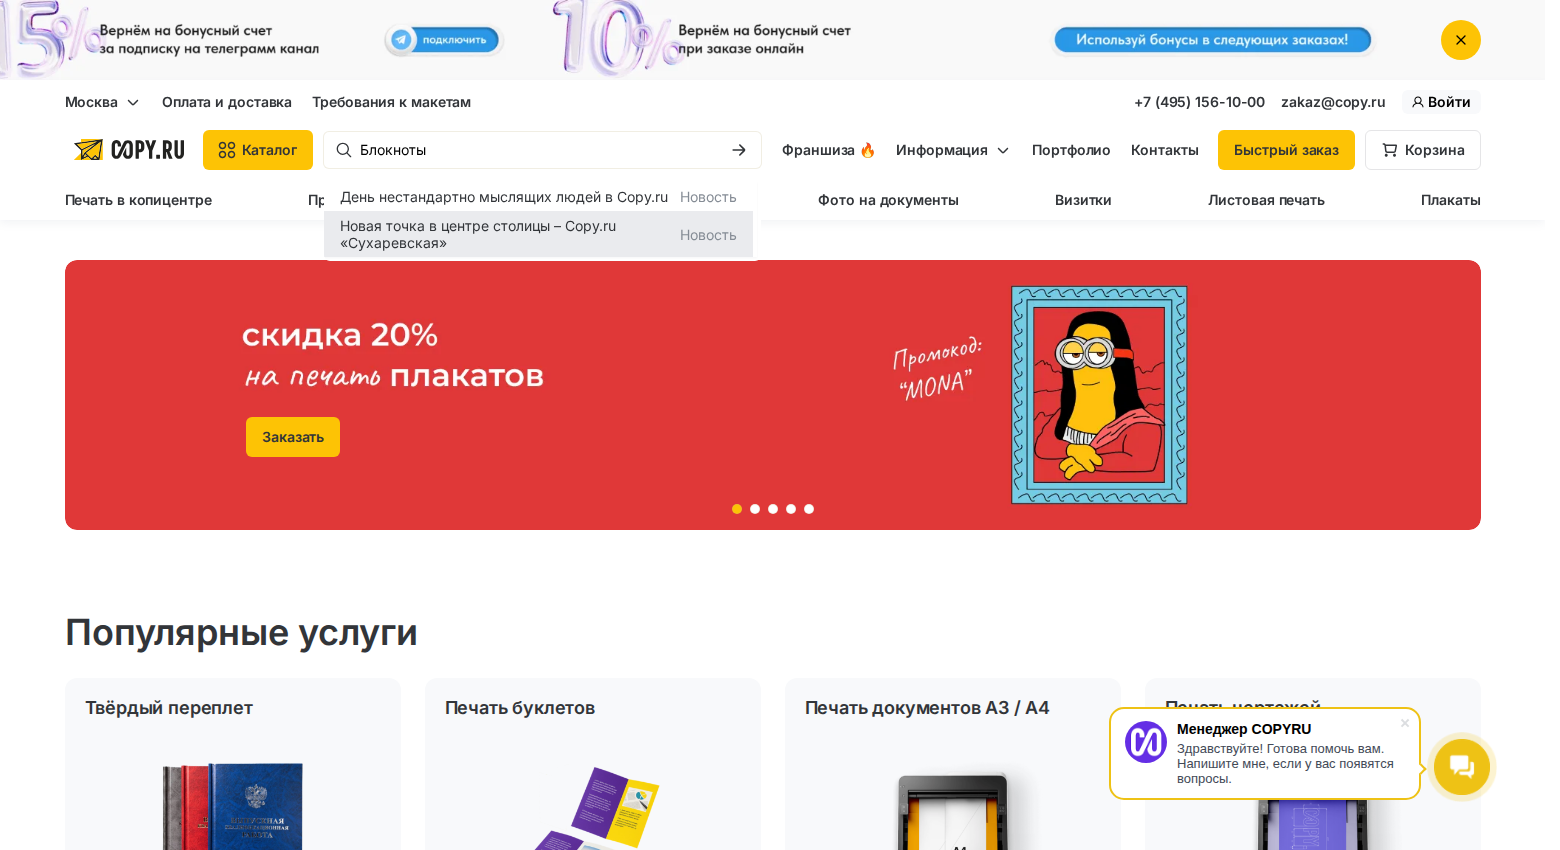 15%
Вернём на бонусный счет
за подписку на телеграмм канал
подключить
10%
Вернём на бонусный счет
при заказе онлайн
Используй бонусы в следующих заказах!
Москва
Оплата и доставка
Требования к макетам
+7 (495) 156-10-00
zakaz@copy.ru
Войти
COPY.RU
Каталог
Блокноты
Франшиза
Информация
Портфолио
Контакты
Быстрый заказ
Корзина
День нестандартно мыслящих людей в Copy.ru
Новость
Новая точка в центре столицы – Copy.ru
«Сухаревская»
Новость
Печать в копицентре
Фото на документы
Визитки
Листовая печать
Плакаты
скидка 20%
на печать плакатов
Заказать
Промокод:
“MONA”
Популярные услуги
Твёрдый переплет
Печать буклетов
Печать документов А3 / А4
Печать чертежей
Менеджер COPYRU
Здравствуйте! Готова помочь вам.
Напишите мне, если у вас появятся
вопросы.